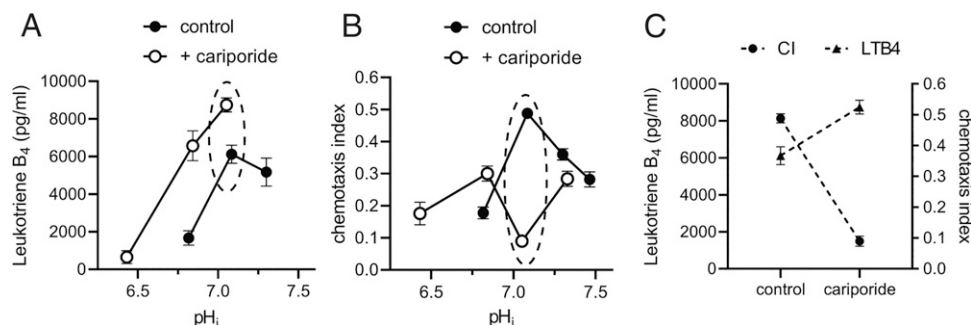 A
control
+ cariporide
Leukotriene B4 (pg/ml)
10000
8000
6000
4000
2000
0
6.5 7.0 7.5
pHi
B
control
+ cariporide
chemotaxis index
0.6
0.5
0.4
0.3
0.2
0.1
0.0
6.5 7.0 7.5
pHi
C
CI LTB4
Leukotriene B4 (pg/ml)
10000
8000
6000
4000
2000
0
control cariporide
0.6
0.5
0.4
0.3
0.2
0.1
0.0
chemotaxis index